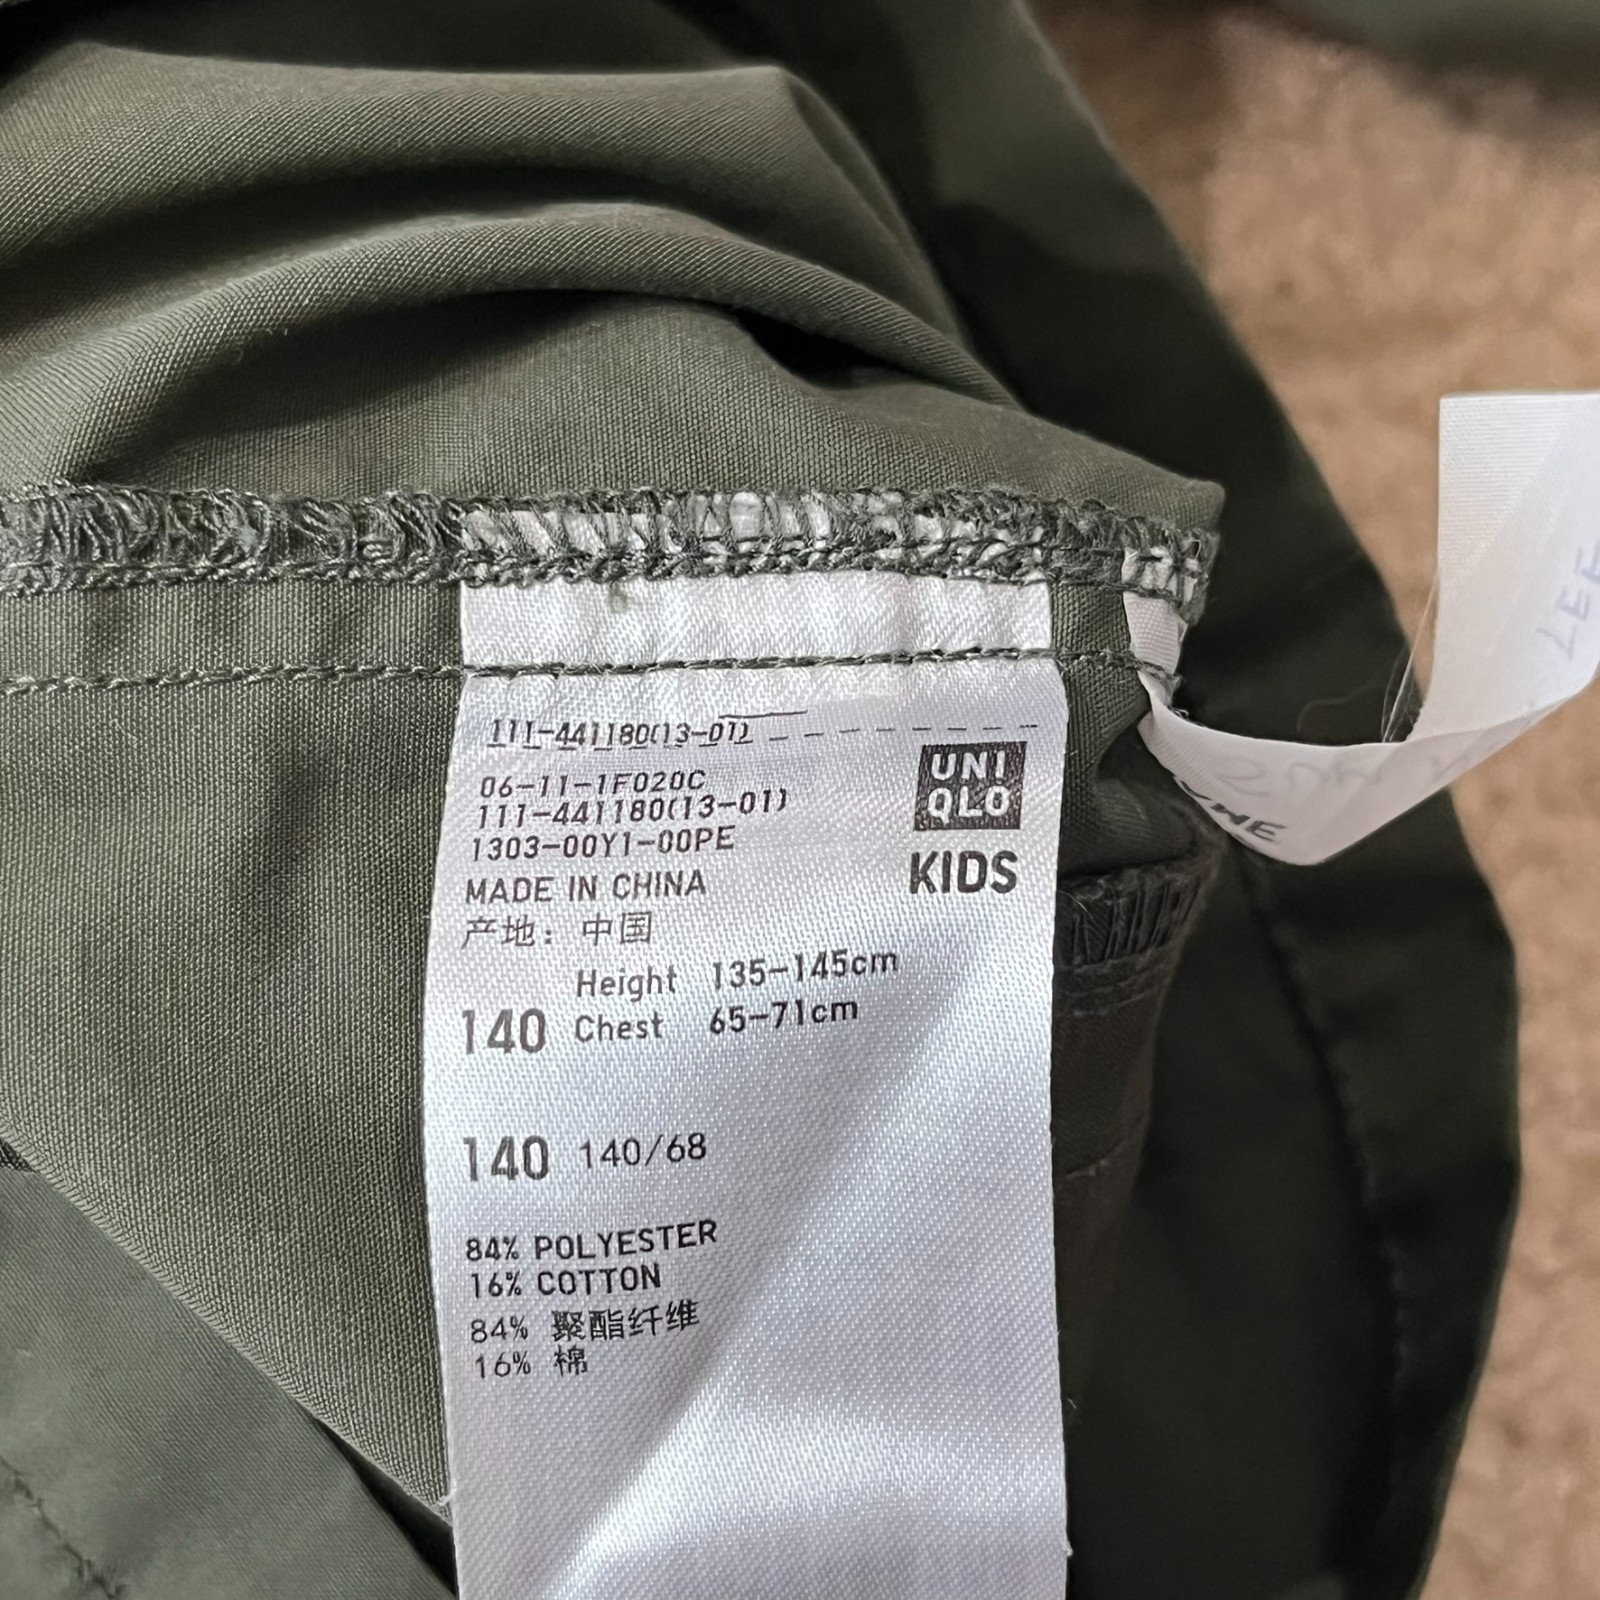 111-441180(13-01)
UNI
QLO
KIDS
06-11-1F020C
111-441180(13-01)
1303-00Y1-00PE
MADE IN CHINA
产地：中国
140 Height 135-145cm
Chest 65-71cm
140 140/68
84% POLYESTER
16% COTTON
84% 聚酯纤维
16% 棉